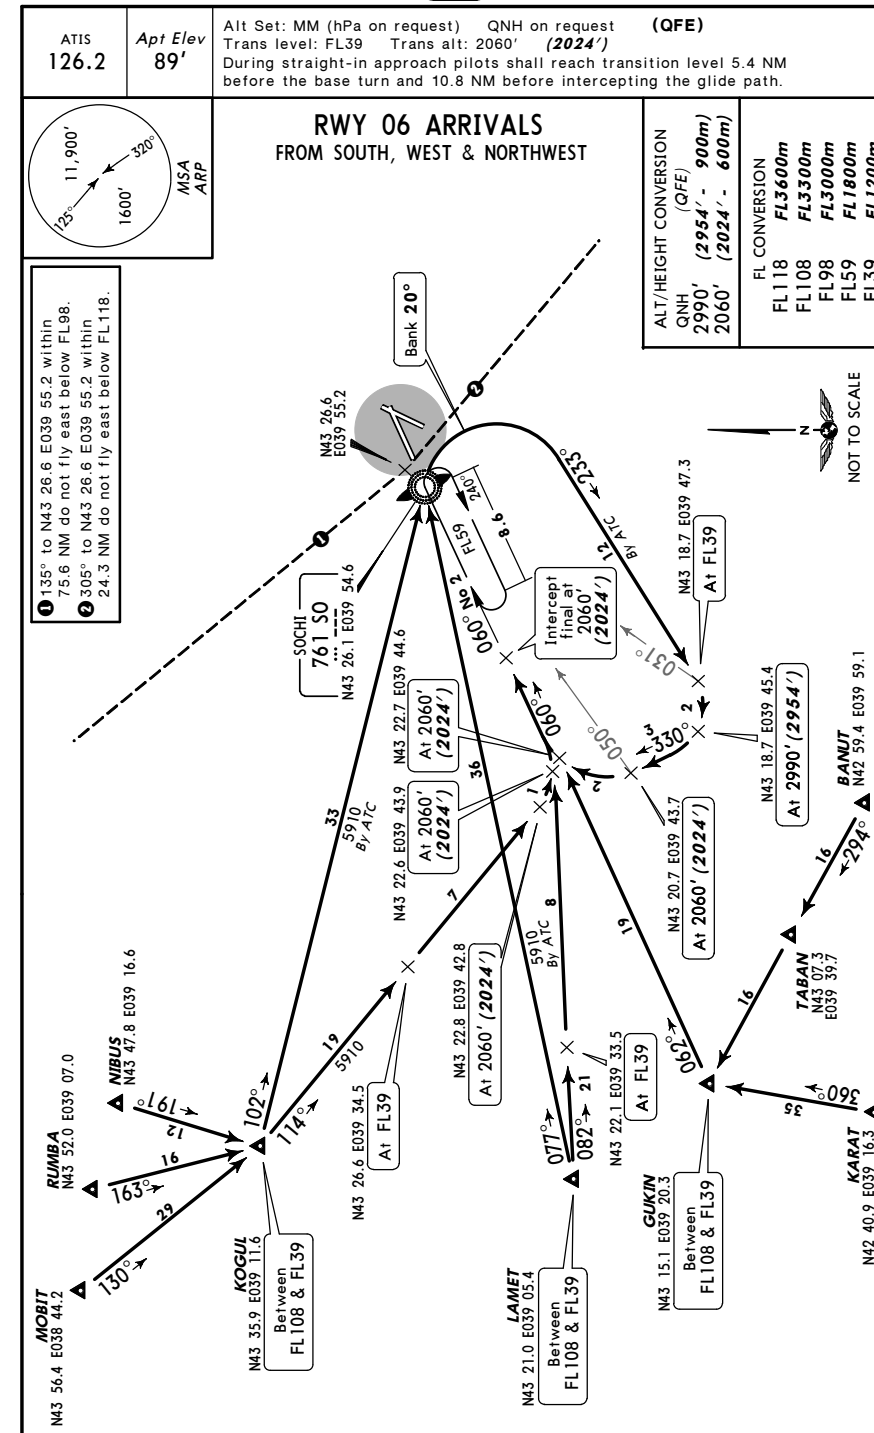 ATIS
126.2
Apt Elev
89'
Alt Set: MM (hPa on request) QNH on request (QFE)
Trans level: FL39 Trans alt: 2060' (2024')
During straight-in approach pilots shall reach transition level 5.4 NM
before the base turn and 10.8 NM before intercepting the glide path.
RWY 06 ARRIVALS
FROM SOUTH, WEST & NORTHWEST
11,900'
320°
125°
1600'
MSA
ARP
ALT/HEIGHT CONVERSION
QNH (QFE)
2990' (2954' - 900m)
2060' (2024' - 600m)
FL CONVERSION
FL118 FL3600m
FL108 FL3300m
FL98 FL3000m
FL59 FL1800m
FL39 FL1200m
1 135° to N43 26.6 E039 55.2 within
75.6 NM do not fly east below FL98.
2 305° to N43 26.6 E039 55.2 within
24.3 NM do not fly east below FL118.
Bank 20°
N43 26.6
E039 55.2
2
1
N
NOT TO SCALE
SOCHI
761 SO
N43 26.1 E039 54.6
240°
FL59
8.6
060° No 2
233°
12
By ATC
N43 18.7 E039 47.3
At FL39
Intercept
final at
2060'
(2024')
031°
050°
060°
2
N43 18.7 E039 45.4
At 2990' (2954')
3
330°
2
N43 20.7 E039 43.7
At 2060' (2024')
N43 22.7 E039 44.6
At 2060'
(2024')
N43 22.6 E039 43.9
At 2060'
(2024')
1
36
33
5910
By ATC
7
N43 22.8 E039 42.8
At 2060' (2024')
5910
By ATC
8
19
BANUT
N42 59.4 E039 59.1
16
294°
TABAN
N43 07.3
E039 39.7
16
NIBUS
N43 47.8 E039 16.6
191°
12
RUMBA
N43 52.0 E039 07.0
163°
16
MOBIT
N43 56.4 E038 44.2
130°
29
102°
114°
19
5910
N43 26.6 E039 34.5
At FL39
KOGUL
N43 35.9 E039 11.6
Between
FL108 & FL39
077°
082°
21
N43 22.1 E039 33.5
At FL39
LAMET
N43 21.0 E039 05.4
Between
FL108 & FL39
062°
GUKIN
N43 15.1 E039 20.3
Between
FL108 & FL39
35
360°
KARAT
N42 40.9 E039 16.3